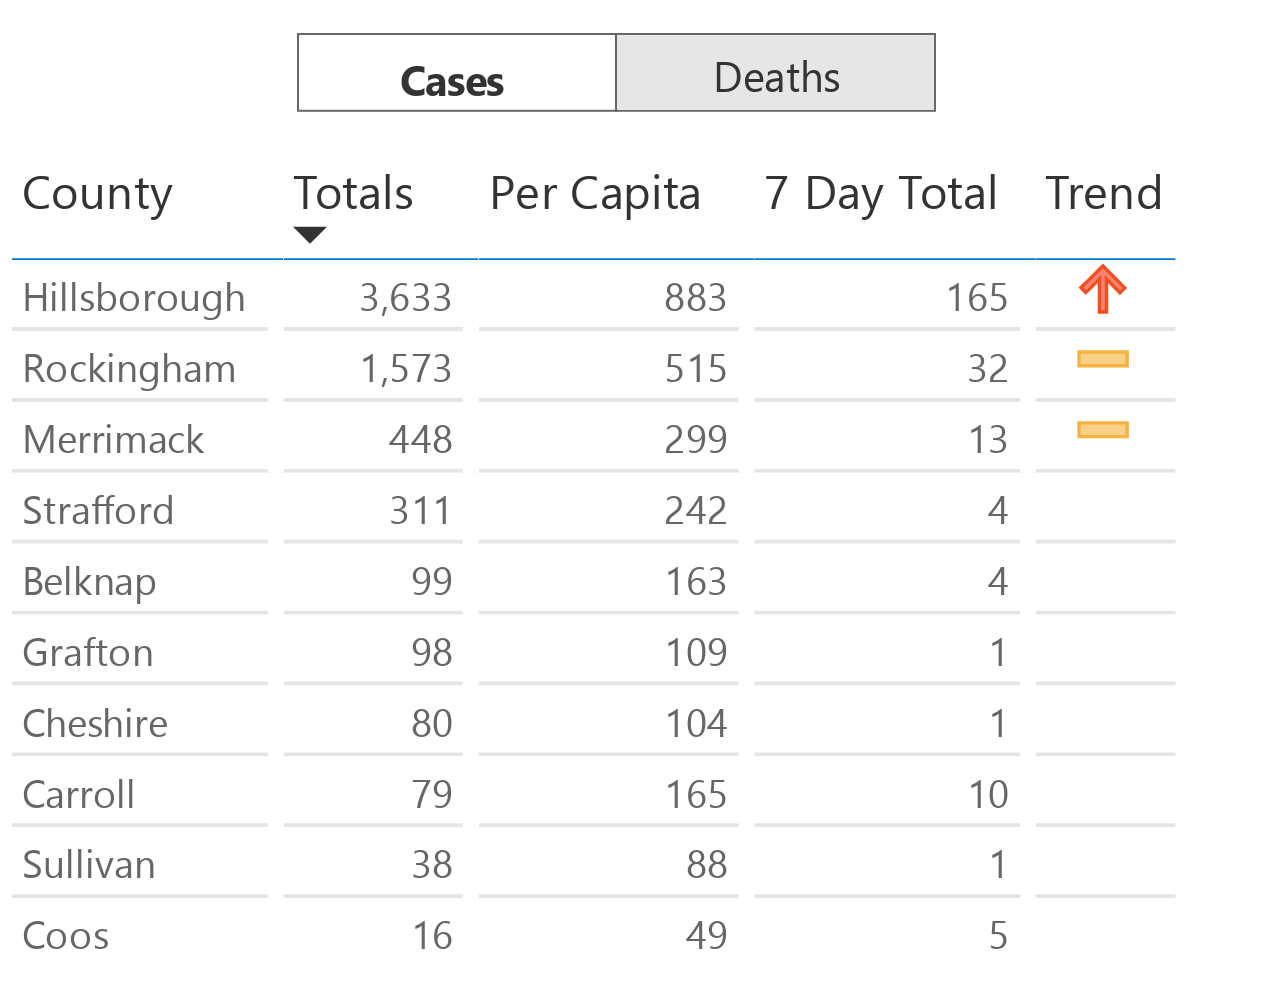 Cases Deaths
County Totals Per Capita 7 Day Total Trend
Hillsborough 3,633 883 165
Rockingham 1,573 515 32
Merrimack 448 299 13
Strafford 311 242 4
Belknap 99 163 4
Grafton 98 109 1
Cheshire 80 104 1
Carroll 79 165 10
Sullivan 38 88 1
Coos 16 49 5